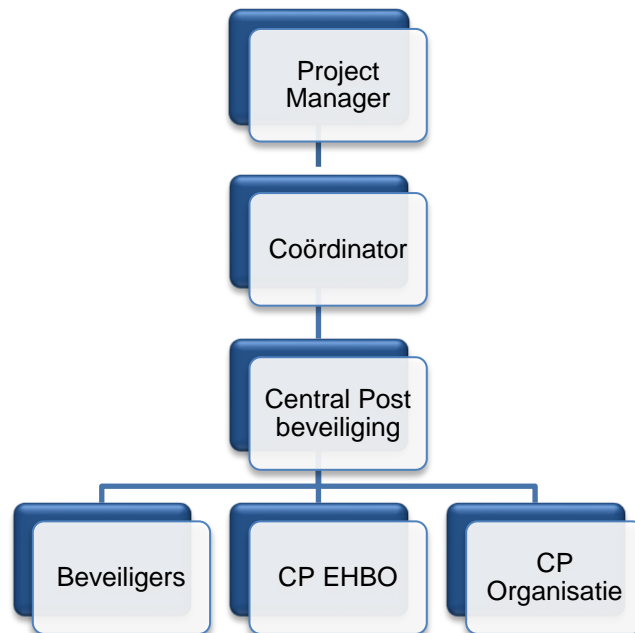 Project
Manager
Coördinator
Central Post
beveiliging
Beveiligers
CP EHBO
CP
Organisatie